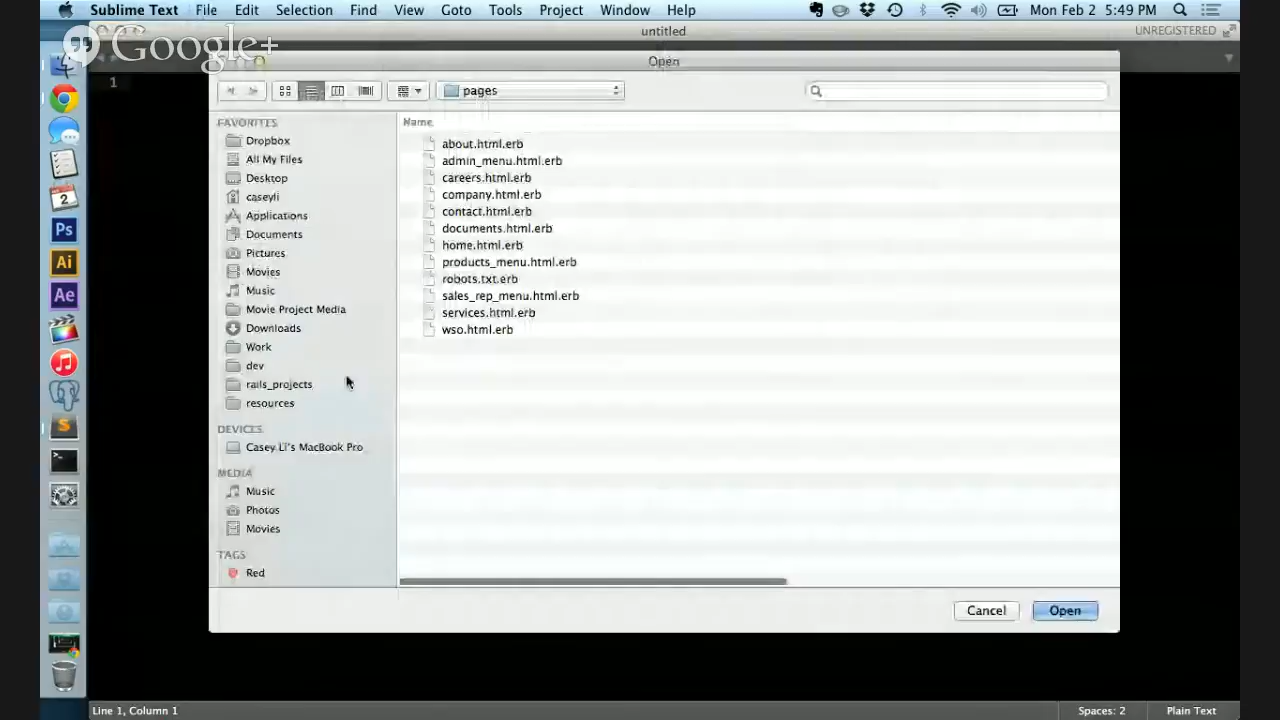 Sublime Text File Edit Selection Find View Goto Tools Project Window Help Mon Feb 2 5:49 PM
untitled UNREGISTERED
Google+
Open
1
pages
FAVORITES
Dropbox
All My Files
Desktop
caseyli
Applications
Documents
Pictures
Movies
Music
Movie Project Media
Downloads
Work
dev
rails_projects
resources
DEVICES
Casey Li's MacBook Pro
MEDIA
Music
Photos
Movies
TAGS
Red
Name
about.html.erb
admin_menu.html.erb
careers.html.erb
company.html.erb
contact.html.erb
documents.html.erb
home.html.erb
products_menu.html.erb
robots.txt.erb
sales_rep_menu.html.erb
services.html.erb
wso.html.erb
Cancel Open
2
Ps
Ai
Ae
S
Line 1, Column 1 Spaces: 2 Plain Text